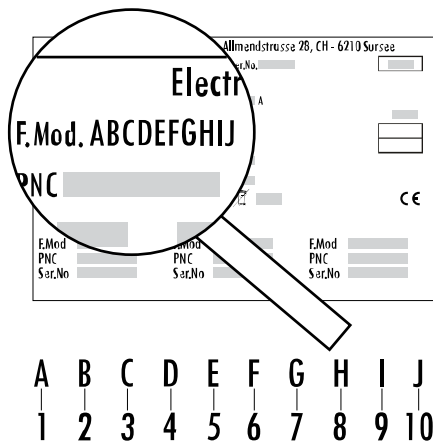 Allmendstrasse 28, CH - 6210 Sursee
Electr
A
F.Mod. ABCDEFGHIJ
PNC
CE
F.Mod
PNC
Ser.No
PNC
Ser.No
F.Mod
PNC
Ser.No
A B C D E F G H I J
1 2 3 4 5 6 7 8 9 10